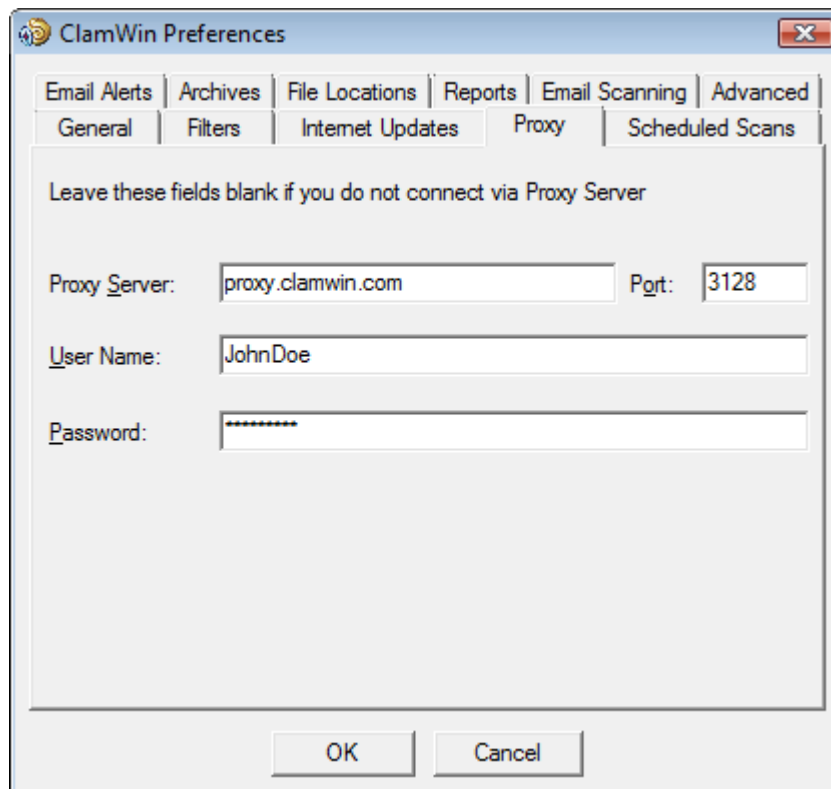 ClamWin Preferences
Email Alerts Archives File Locations Reports Email Scanning Advanced
General Filters Internet Updates Proxy Scheduled Scans
Leave these fields blank if you do not connect via Proxy Server
Proxy Server: proxy.clamwin.com Port: 3128
User Name: JohnDoe
Password: *********
OK Cancel